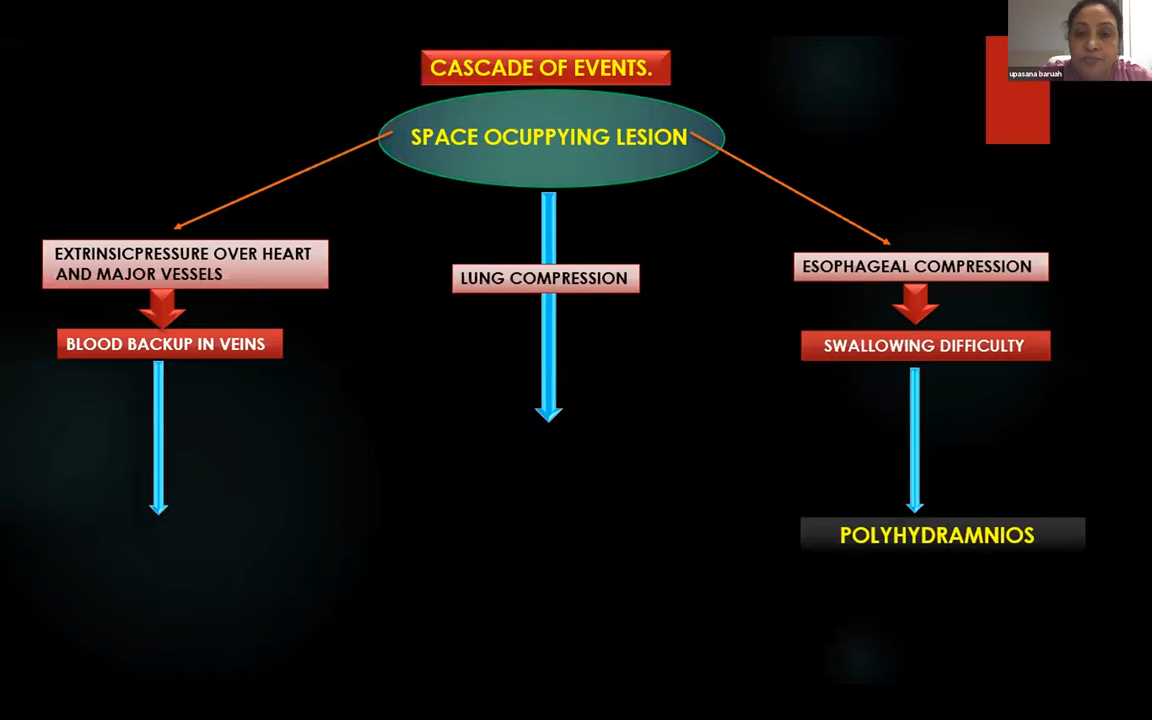 upasana baruah
CASCADE OF EVENTS.
SPACE OCUPPYING LESION
EXTRINSICPRESSURE OVER HEART
AND MAJOR VESSELS
BLOOD BACKUP IN VEINS
LUNG COMPRESSION
ESOPHAGEAL COMPRESSION
SWALLOWING DIFFICULTY
POLYHYDRAMNIOS